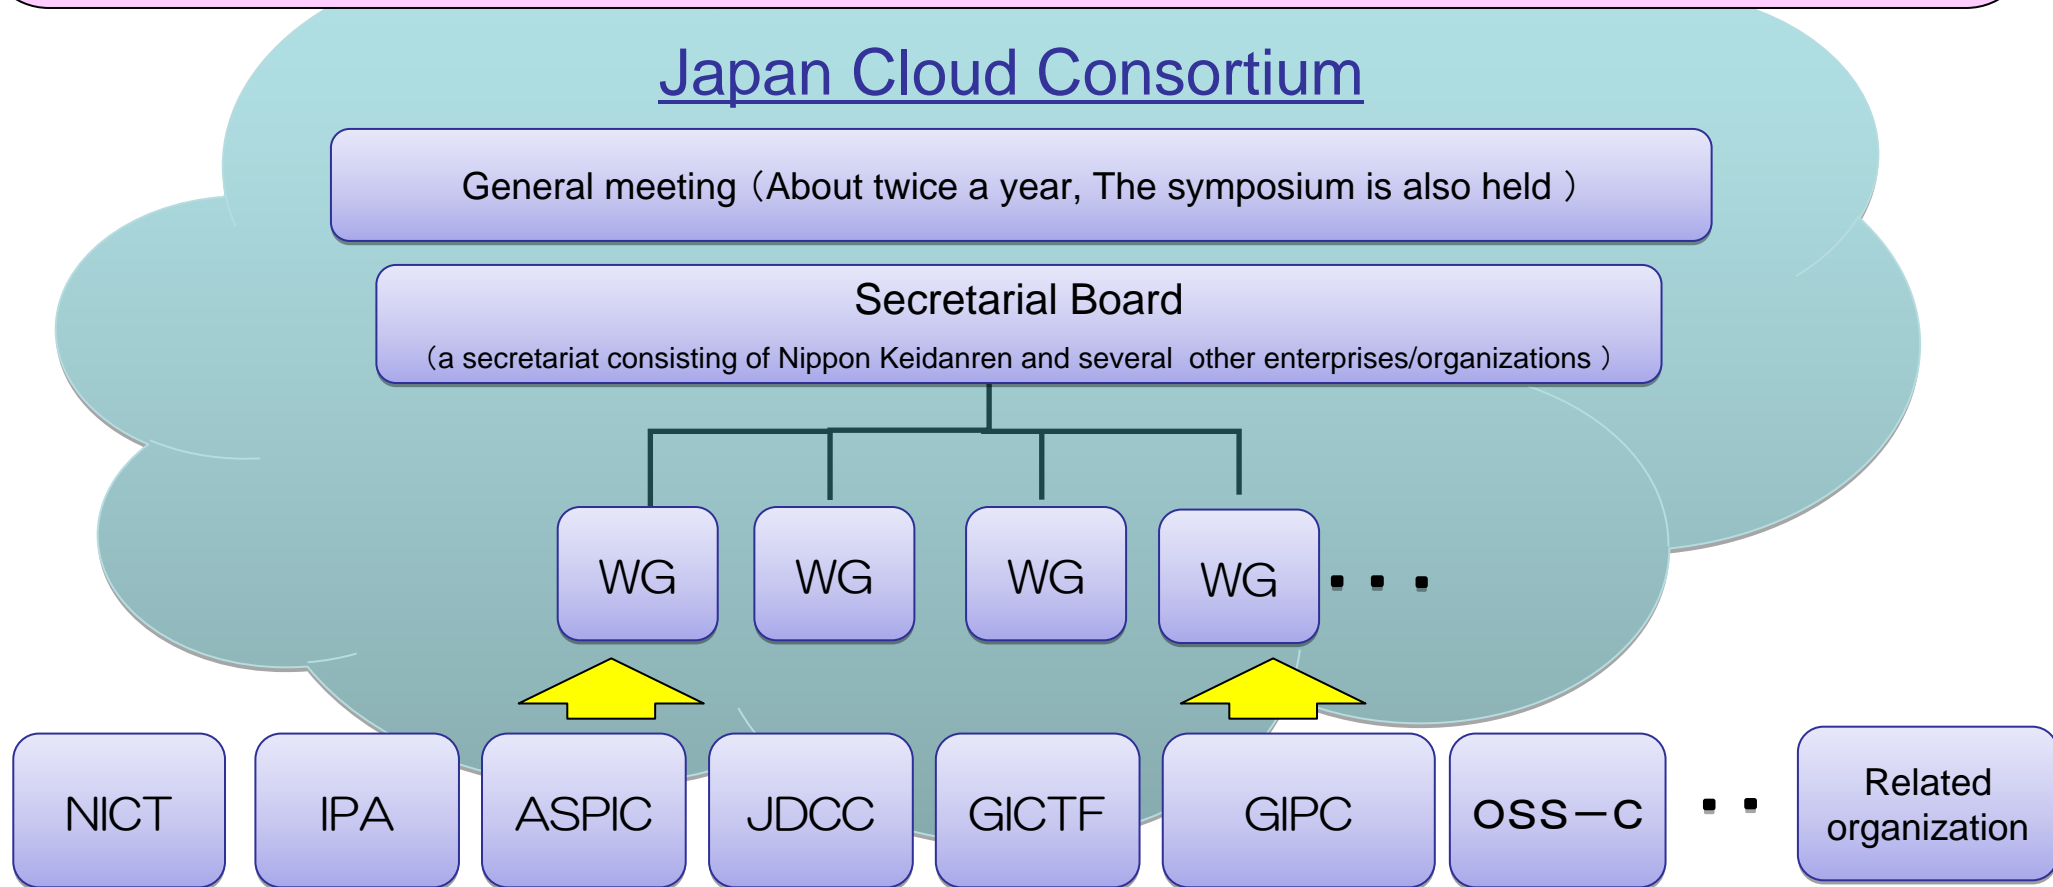 Japan Cloud Consortium
General meeting（About twice a year, The symposium is also held ）
Secretarial Board
（a secretariat consisting of Nippon Keidanren and several other enterprises/organizations ）
WG WG WG WG ・・・
NICT IPA ASPIC JDCC GICTF GIPC oss－c ・・ Related
organization